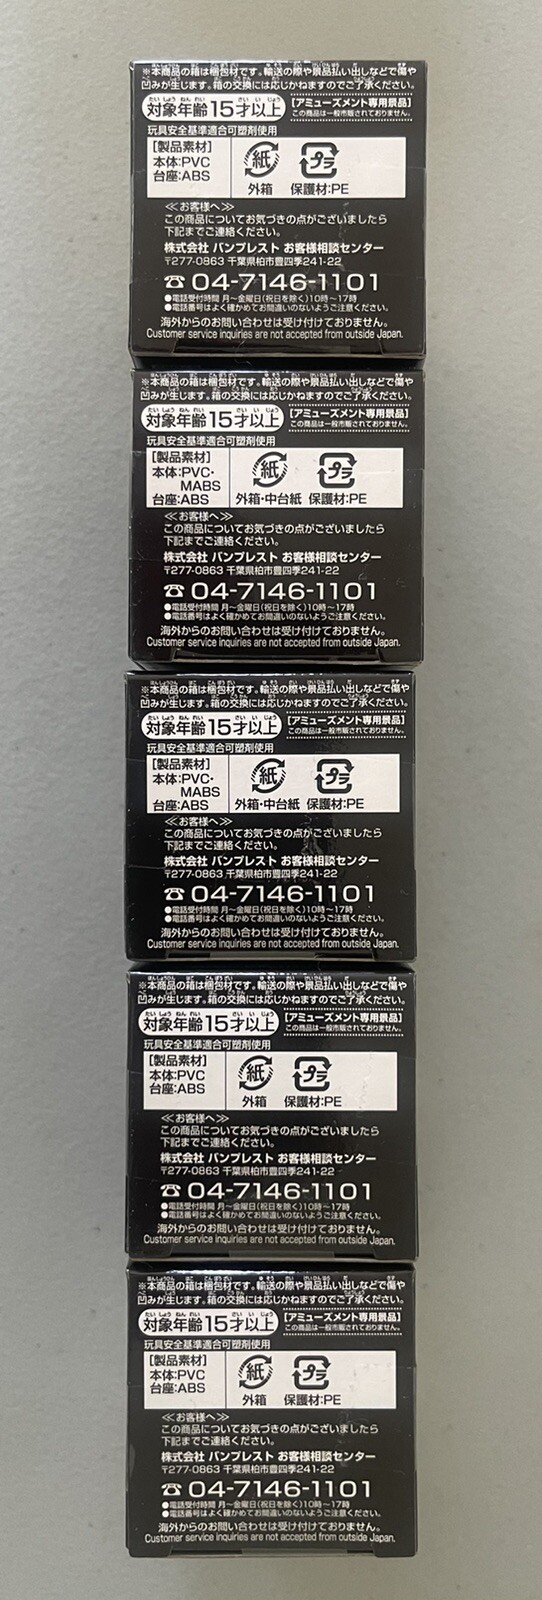 ※本商品の箱は梱包材です。輸送の際や景品払い出しなどで傷や
凹みが生じます。箱の交換には応じかねますのでご了承ください。
対象年齢15才以上
[アミューズメント専用景品]
この商品は一般市販されておりません。
玩具安全基準適合可塑剤使用
[製品素材]
本体:PVC
台座:ABS
紙
外箱
プラ
保護材:PE
≪お客様へ≫
この商品についてお気づきの点がございましたら
下記までご連絡ください。
株式会社 バンプレスト お客様相談センター
〒277-0863 千葉県柏市豊四季241-22
☎ 04-7146-1101
●電話受付時間 月〜金曜日(祝日を除く)10時〜17時
●電話番号はよく確かめてお間違いのないようご注意ください。
海外からのお問い合わせは受け付けておりません。
Customer service inquiries are not accepted from outside Japan.
※本商品の箱は梱包材です。輸送の際や景品払い出しなどで傷や
凹みが生じます。箱の交換には応じかねますのでご了承ください。
対象年齢15才以上
[アミューズメント専用景品]
この商品は一般市販されておりません。
玩具安全基準適合可塑剤使用
[製品素材]
本体:PVC・
MABS
台座:ABS
紙
外箱・中台紙
プラ
保護材:PE
≪お客様へ≫
この商品についてお気づきの点がございましたら
下記までご連絡ください。
株式会社 バンプレスト お客様相談センター
〒277-0863 千葉県柏市豊四季241-22
☎ 04-7146-1101
●電話受付時間 月〜金曜日(祝日を除く)10時〜17時
●電話番号はよく確かめてお間違いのないようご注意ください。
海外からのお問い合わせは受け付けておりません。
Customer service inquiries are not accepted from outside Japan.
※本商品の箱は梱包材です。輸送の際や景品払い出しなどで傷や
凹みが生じます。箱の交換には応じかねますのでご了承ください。
対象年齢15才以上
[アミューズメント専用景品]
この商品は一般市販されておりません。
玩具安全基準適合可塑剤使用
[製品素材]
本体:PVC・
MABS
台座:ABS
紙
外箱・中台紙
プラ
保護材:PE
≪お客様へ≫
この商品についてお気づきの点がございましたら
下記までご連絡ください。
株式会社 バンプレスト お客様相談センター
〒277-0863 千葉県柏市豊四季241-22
☎ 04-7146-1101
●電話受付時間 月〜金曜日(祝日を除く)10時〜17時
●電話番号はよく確かめてお間違いのないようご注意ください。
海外からのお問い合わせは受け付けておりません。
Customer service inquiries are not accepted from outside Japan.
※本商品の箱は梱包材です。輸送の際や景品払い出しなどで傷や
凹みが生じます。箱の交換には応じかねますのでご了承ください。
対象年齢15才以上
[アミューズメント専用景品]
この商品は一般市販されておりません。
玩具安全基準適合可塑剤使用
[製品素材]
本体:PVC
台座:ABS
紙
外箱
プラ
保護材:PE
≪お客様へ≫
この商品についてお気づきの点がございましたら
下記までご連絡ください。
株式会社 バンプレスト お客様相談センター
〒277-0863 千葉県柏市豊四季241-22
☎ 04-7146-1101
●電話受付時間 月〜金曜日(祝日を除く)10時〜17時
●電話番号はよく確かめてお間違いのないようご注意ください。
海外からのお問い合わせは受け付けておりません。
Customer service inquiries are not accepted from outside Japan.
※本商品の箱は梱包材です。輸送の際や景品払い出しなどで傷や
凹みが生じます。箱の交換には応じかねますのでご了承ください。
対象年齢15才以上
[アミューズメント専用景品]
この商品は一般市販されておりません。
玩具安全基準適合可塑剤使用
[製品素材]
本体:PVC
台座:ABS
紙
外箱
プラ
保護材:PE
≪お客様へ≫
この商品についてお気づきの点がございましたら
下記までご連絡ください。
株式会社 バンプレスト お客様相談センター
〒277-0863 千葉県柏市豊四季241-22
☎ 04-7146-1101
●電話受付時間 月〜金曜日(祝日を除く)10時〜17時
●電話番号はよく確かめてお間違いのないようご注意ください。
海外からのお問い合わせは受け付けておりません。
Customer service inquiries are not accepted from outside Japan.